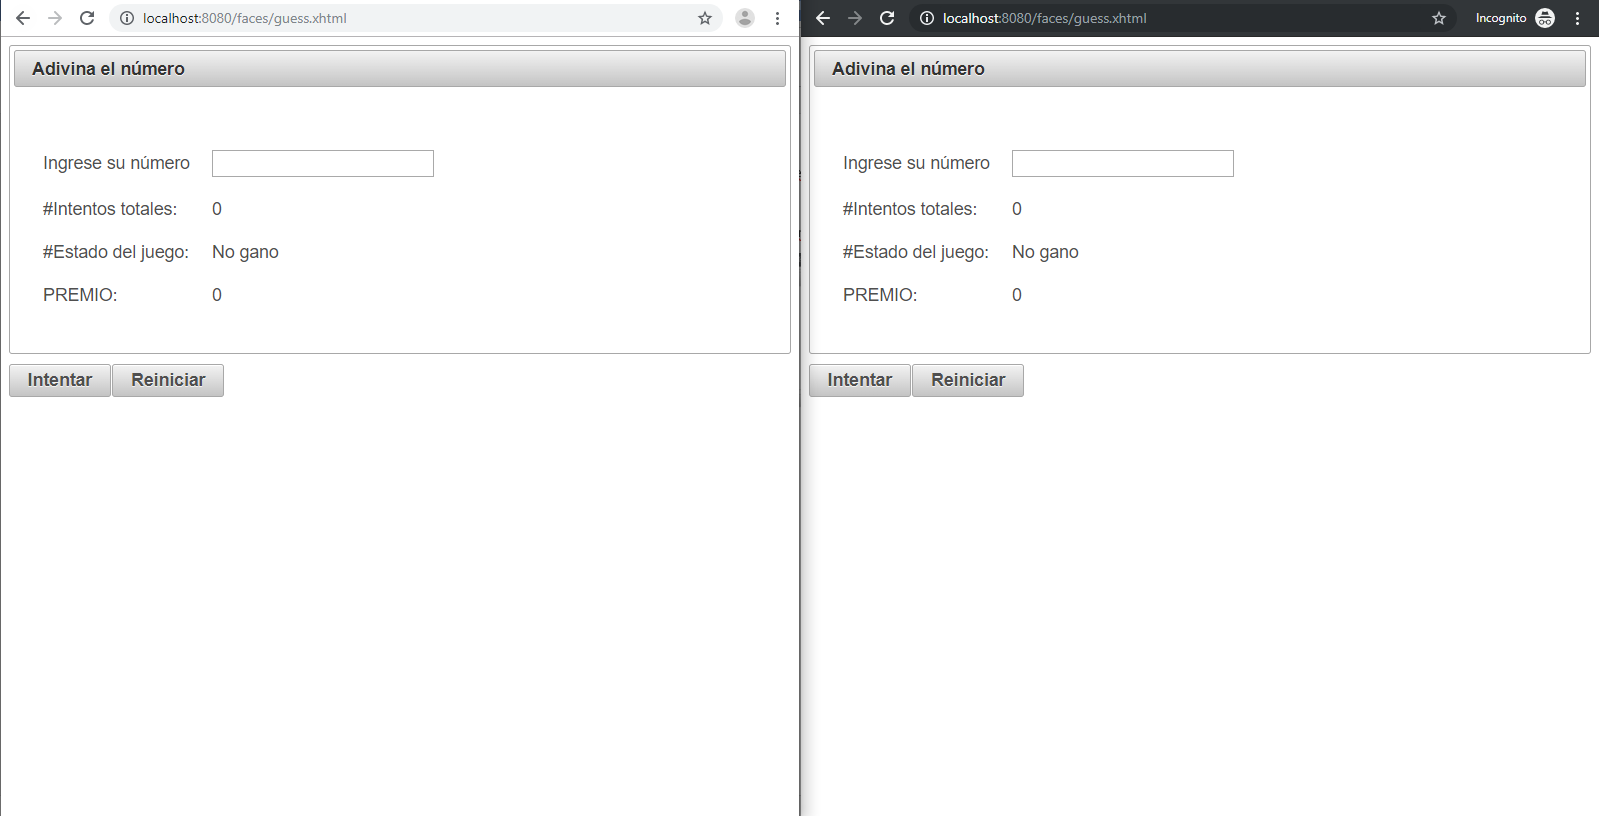 localhost:8080/faces/guess.xhtml
Adivina el número
Ingrese su número
#Intentos totales: 0
#Estado del juego: No gano
PREMIO: 0
Intentar Reiniciar
localhost:8080/faces/guess.xhtml Incognito
Adivina el número
Ingrese su número
#Intentos totales: 0
#Estado del juego: No gano
PREMIO: 0
Intentar Reiniciar